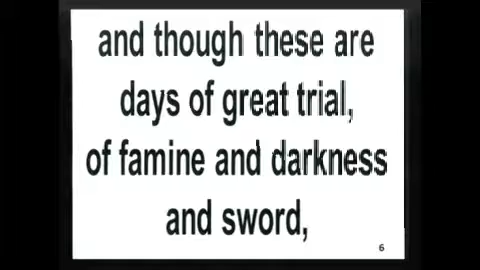 and though these are
days of great trial,
of famine and darkness
and sword,
6